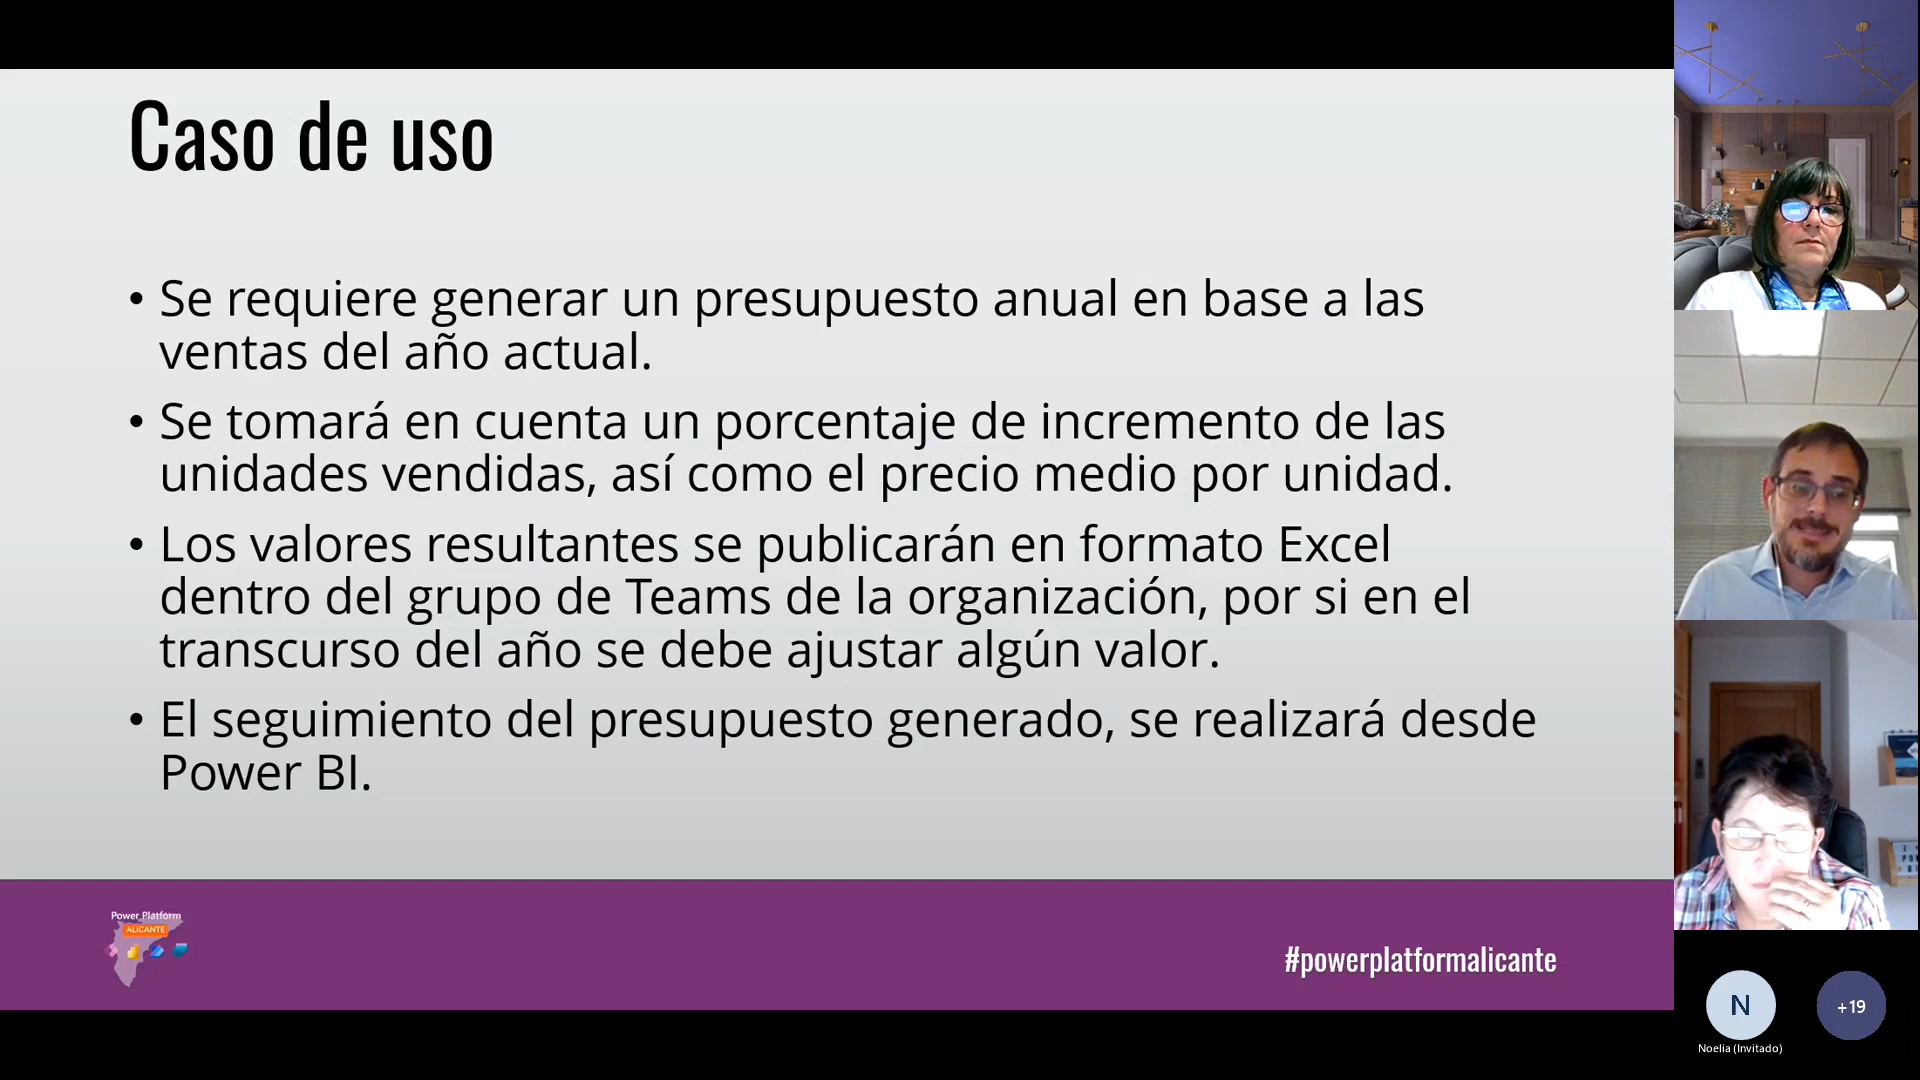 Caso de uso
• Se requiere generar un presupuesto anual en base a las
ventas del año actual.
• Se tomará en cuenta un porcentaje de incremento de las
unidades vendidas, así como el precio medio por unidad.
• Los valores resultantes se publicarán en formato Excel
dentro del grupo de Teams de la organización, por si en el
transcurso del año se debe ajustar algún valor.
• El seguimiento del presupuesto generado, se realizará desde
Power BI.
Power Platform
ALICANTE
#powerplatformalicante
N
+19
Noelia (Invitado)